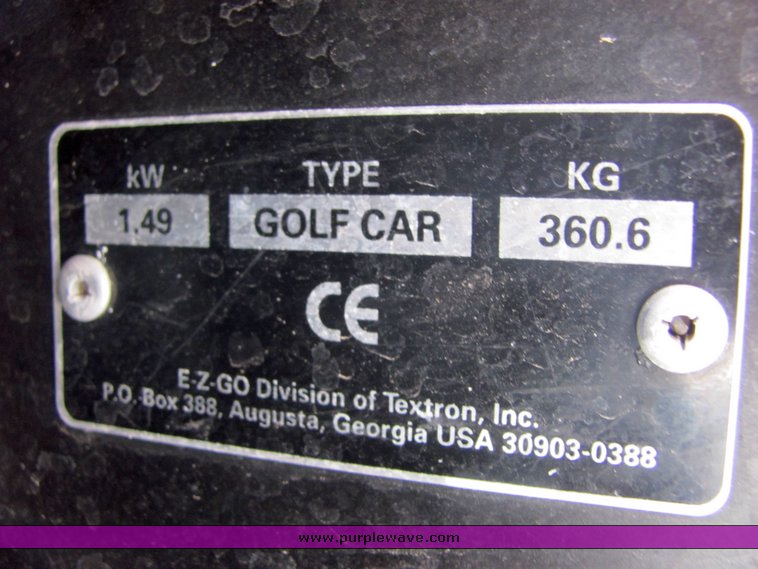 kW TYPE KG
1.49 GOLF CAR 360.6
CE
E-Z-GO Division of Textron, Inc.
P.O. Box 388, Augusta, Georgia USA 30903-0388
www.purplewave.com